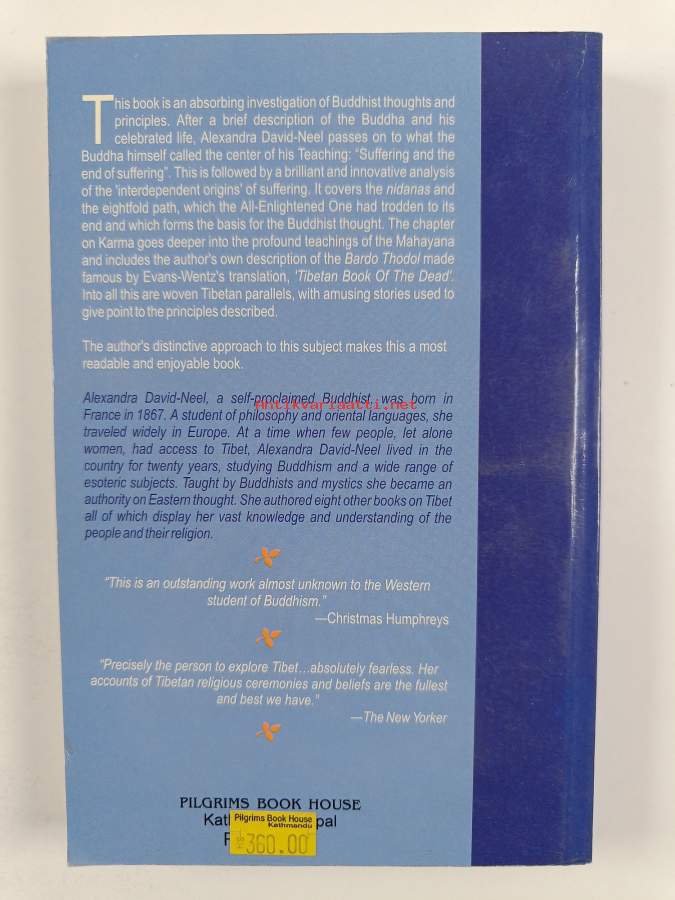 This book is an absorbing investigation of Buddhist thoughts and
principles. After a brief description of the Buddha and his
celebrated life, Alexandra David-Neel passes on to what the
Buddha himself called the center of his Teaching: “Suffering and the
end of suffering”. This is followed by a brilliant and innovative analysis
of the 'interdependent origins' of suffering. It covers the nidanas and
the eightfold path, which the All-Enlightened One had trodden to its
end and which forms the basis for the Buddhist thought. The chapter
on Karma goes deeper into the profound teachings of the Mahayana
and includes the author's own description of the Bardo Thodol made
famous by Evans-Wentz's translation, 'Tibetan Book Of The Dead'.
Into all this are woven Tibetan parallels, with amusing stories used to
give point to the principles described.
The author's distinctive approach to this subject makes this a most
readable and enjoyable book.
Alexandra David-Neel, a self-proclaimed Buddhist, was born in
Antikvariaatti.net
France in 1867. A student of philosophy and oriental languages, she
traveled widely in Europe. At a time when few people, let alone
women, had access to Tibet, Alexandra David-Neel lived in the
country for twenty years, studying Buddhism and a wide range of
esoteric subjects. Taught by Buddhists and mystics she became an
authority on Eastern thought. She authored eight other books on Tibet
all of which display her vast knowledge and understanding of the
people and their religion.
“This is an outstanding work almost unknown to the Western
student of Buddhism.”
—Christmas Humphreys
“Precisely the person to explore Tibet...absolutely fearless. Her
accounts of Tibetan religious ceremonies and beliefs are the fullest
and best we have.”
—The New Yorker
PILGRIMS BOOK HOUSE
Pilgrims Book House
Kathmandu
360.00